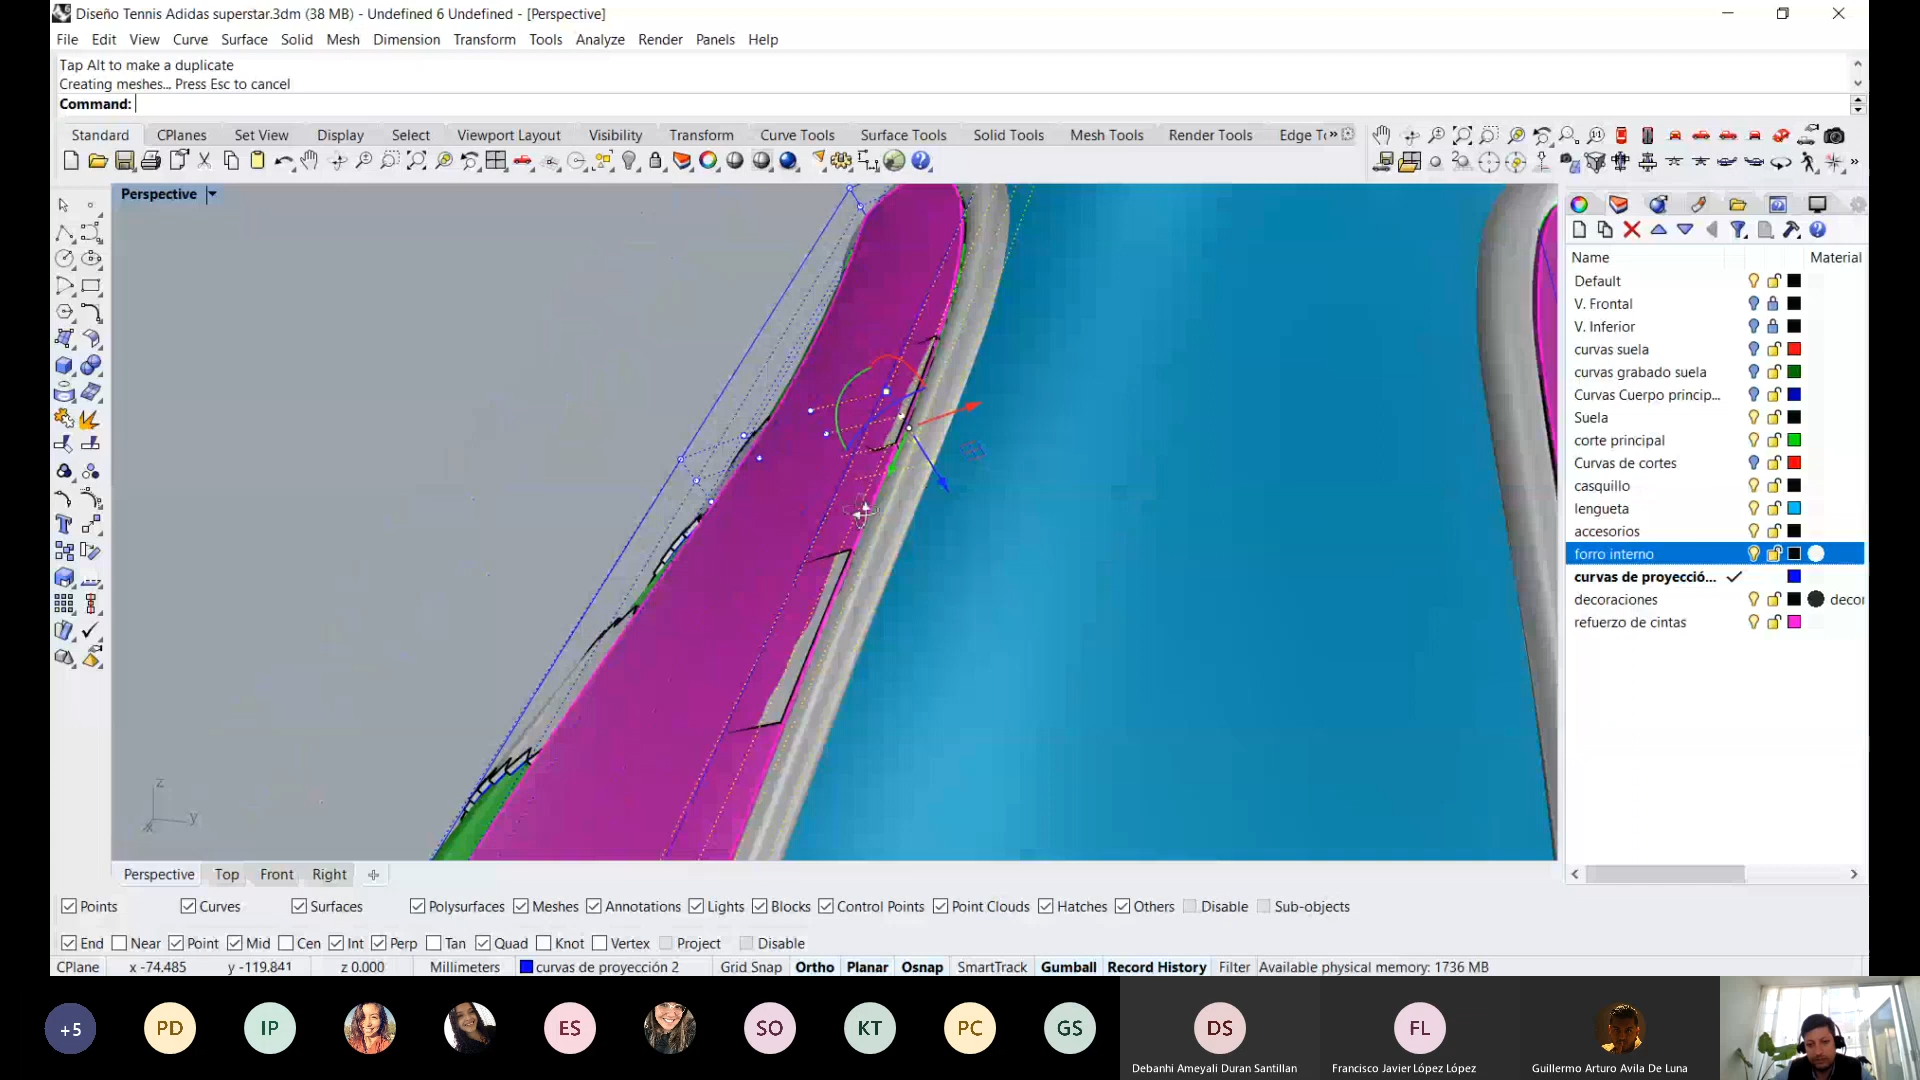 Diseño Tennis Adidas superstar.3dm (38 MB) - Undefined 6 Undefined - [Perspective]
File Edit View Curve Surface Solid Mesh Dimension Transform Tools Analyze Render Panels Help
Tap Alt to make a duplicate
Creating meshes... Press Esc to cancel
Command:
Standard CPlanes Set View Display Select Viewport Layout Visibility Transform Curve Tools Surface Tools Solid Tools Mesh Tools Render Tools Edge To
Perspective
Name Material
Default
V. Frontal
V. Inferior
curvas suela
curvas grabado suela
Curvas Cuerpo princip...
Suela
corte principal
Curvas de cortes
casquillo
lengueta
accesorios
forro interno
curvas de proyecció...
decoraciones decor
refuerzo de cintas
z
y
x
Perspective Top Front Right
Points Curves Surfaces Polysurfaces Meshes Annotations Lights Blocks Control Points Point Clouds Hatches Others Disable Sub-objects
End Near Point Mid Cen Int Perp Tan Quad Knot Vertex Project Disable
CPlane x -74.485 y -119.841 z 0.000 Millimeters curvas de proyección 2 Grid Snap Ortho Planar Osnap SmartTrack Gumball Record History Filter Available physical memory: 1736 MB
+5 PD IP ES SO KT PC GS DS FL
Debanhi Ameyali Duran Santillan Francisco Javier López López Guillermo Arturo Avila De Luna